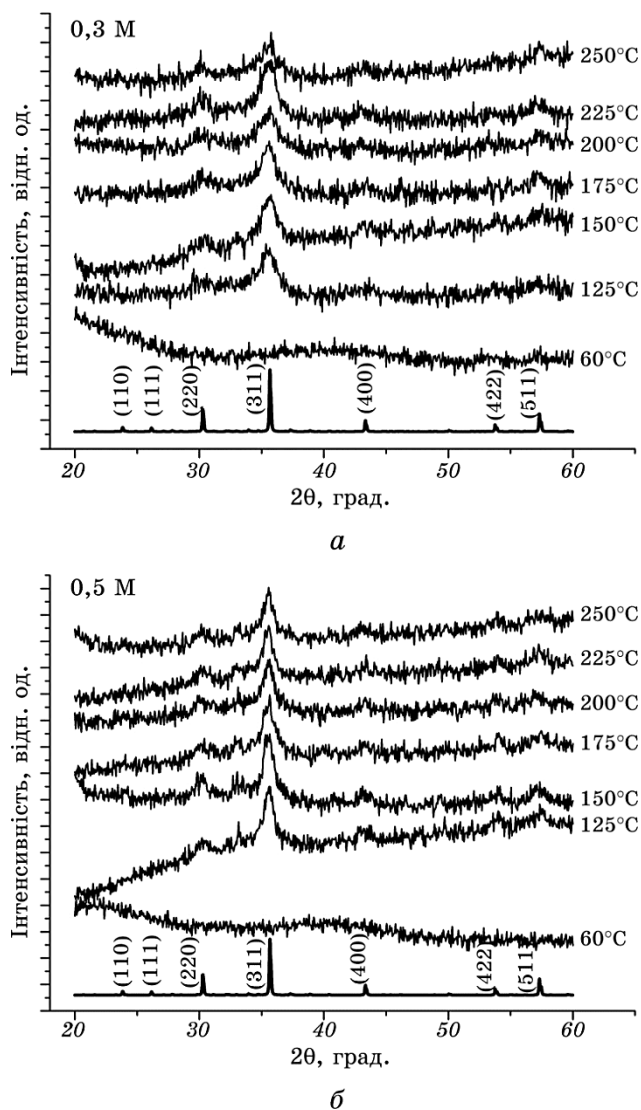 0,3 М
Інтенсивність, відн. од.
250°C
225°C
200°C
175°C
150°C
125°C
60°C
(110)
(111)
(220)
(311)
(400)
(422)
(511)
20
30
40
50
60
2θ, град.
а
0,5 М
Інтенсивність, відн. од.
250°C
225°C
200°C
175°C
150°C
125°C
60°C
(110)
(111)
(220)
(311)
(400)
(422)
(511)
20
30
40
50
60
2θ, град.
б